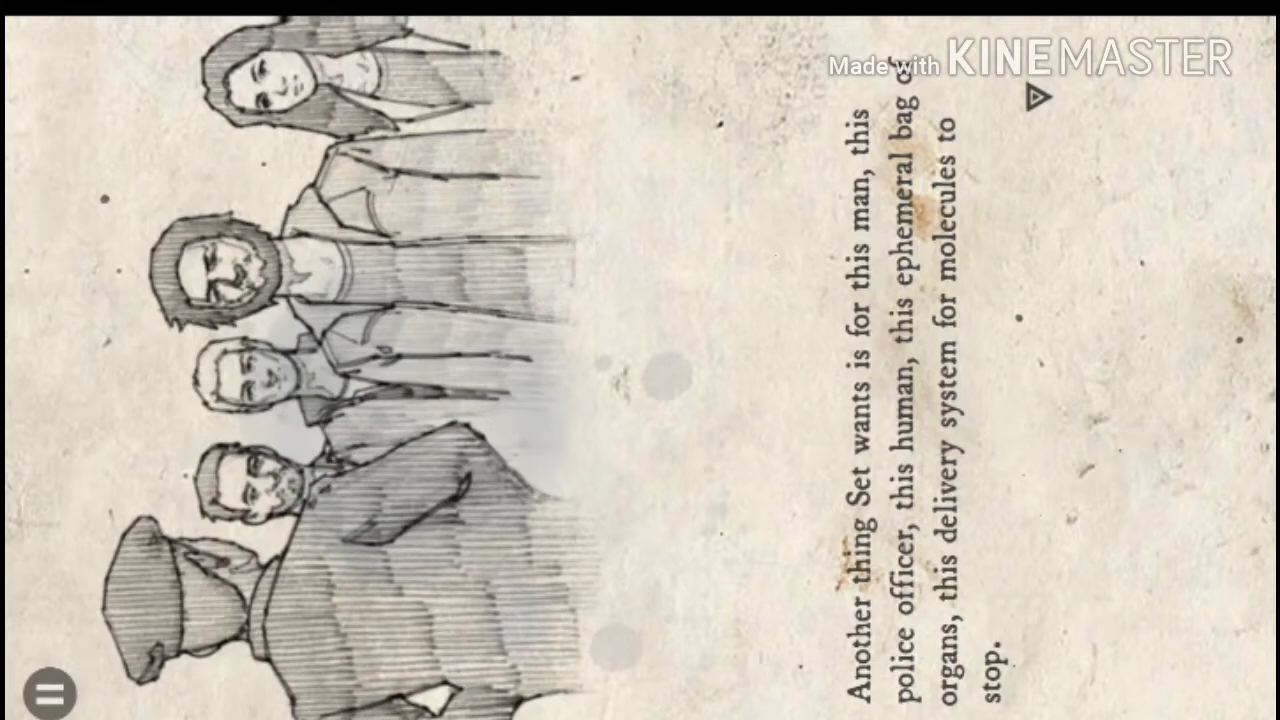 Made with KINEMASTER
Another thing Set wants is for this man, this
police officer, this human, this ephemeral bag of
organs, this delivery system for molecules to
stop.